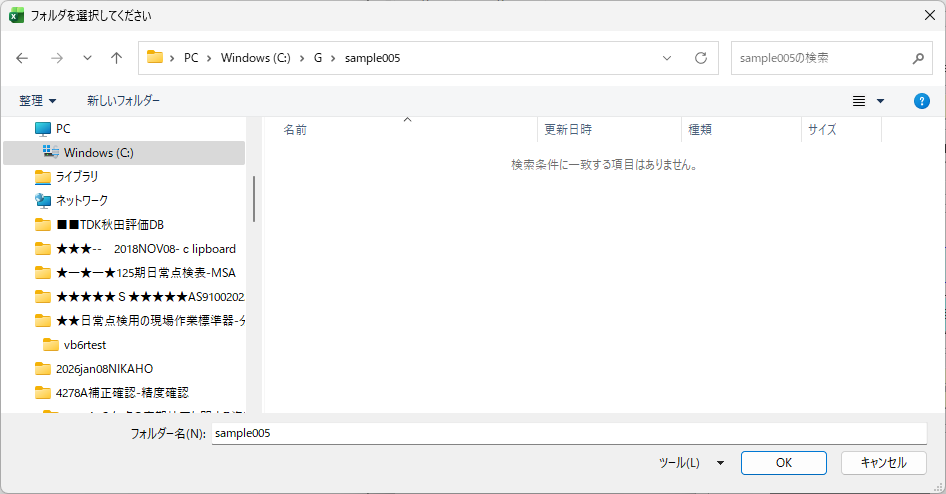 フォルダを選択してください
PC > Windows (C:) > G > sample005
sample005の検索
整理 新しいフォルダー
名前 更新日時 種類 サイズ
検索条件に一致する項目はありません。
PC
Windows (C:)
ライブラリ
ネットワーク
■■TDK秋田評価DB
★★★-- 2018NOV08-ｃlipboard
★ー★ー★125期日常点検表-MSA
★★★★★Ｓ★★★★★AS9100202
★★日常点検用の現場作業標準器-
vb6rtest
2026jan08NIKAHO
4278A補正確認-精度確認
フォルダー名(N): sample005
ツール(L) OK キャンセル